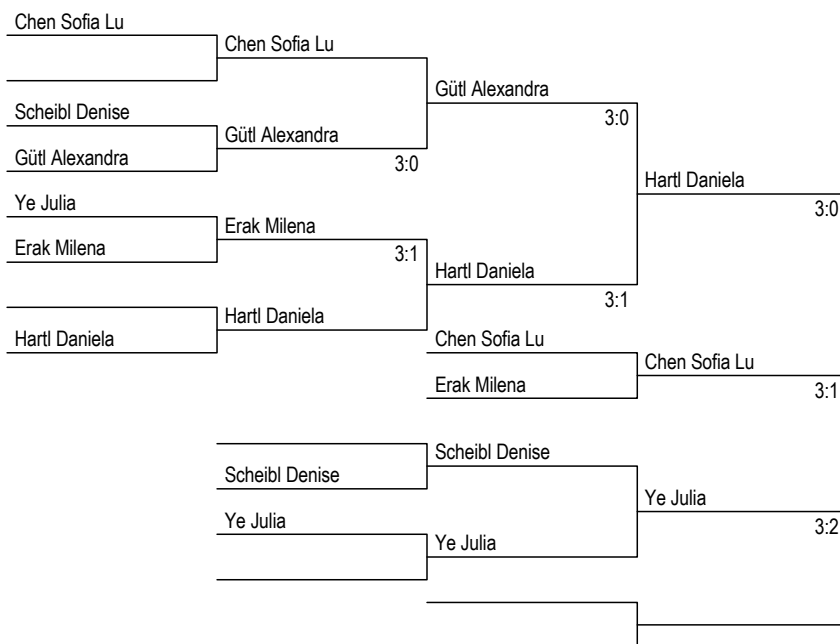 Chen Sofia Lu
Chen Sofia Lu
Gütl Alexandra
3:0
Scheibl Denise
Gütl Alexandra
3:0
Gütl Alexandra
Hartl Daniela
3:0
Ye Julia
Erak Milena
3:1
Erak Milena
Hartl Daniela
3:1
Hartl Daniela
Hartl Daniela
Chen Sofia Lu
Chen Sofia Lu
3:1
Erak Milena
Scheibl Denise
Scheibl Denise
Ye Julia
3:2
Ye Julia
Ye Julia